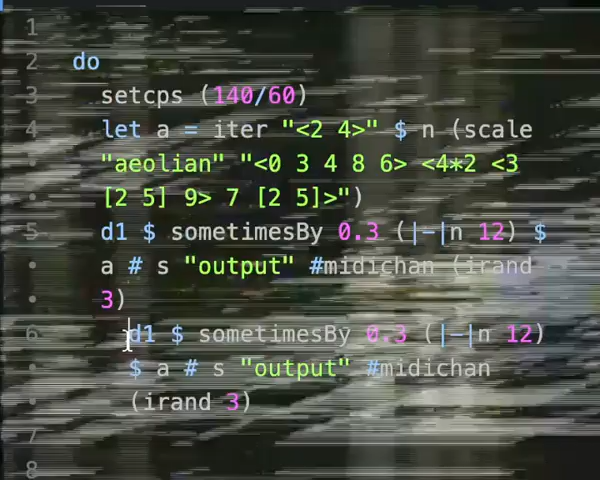 1
2 do
3 setcps (140/60)
4 let a = iter "<2 4>" $ n (scale
"aeolian" "<0 3 4 8 6> <4*2 <3
[2 5] 9> 7 [2 5]>")
5 d1 $ sometimesBy 0.3 (|-|n 12) $
a # s "output" #midichan (irand
3)
6 d1 $ sometimesBy 0.3 (|-|n 12)
$ a # s "output" #midichan
(irand 3)
7
8